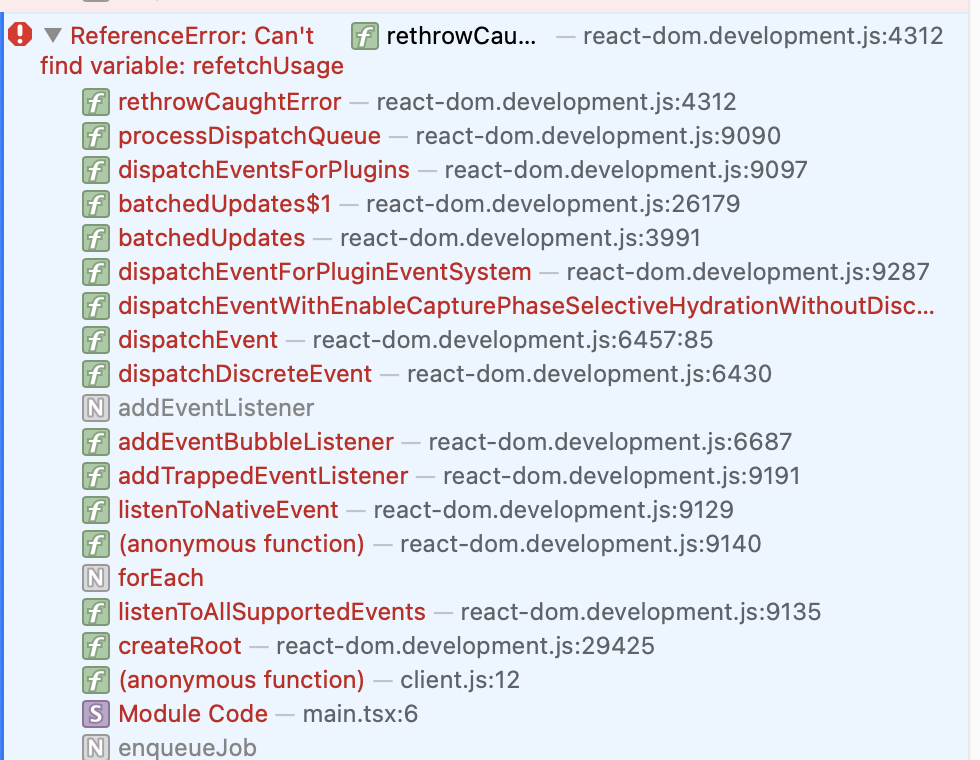 ReferenceError: Can't f rethrowCau... — react-dom.development.js:4312
find variable: refetchUsage
f rethrowCaughtError — react-dom.development.js:4312
f processDispatchQueue — react-dom.development.js:9090
f dispatchEventsForPlugins — react-dom.development.js:9097
f batchedUpdates$1 — react-dom.development.js:26179
f batchedUpdates — react-dom.development.js:3991
f dispatchEventForPluginEventSystem — react-dom.development.js:9287
f dispatchEventWithEnableCapturePhaseSelectiveHydrationWithoutDisc...
f dispatchEvent — react-dom.development.js:6457:85
f dispatchDiscreteEvent — react-dom.development.js:6430
N addEventListener
f addEventBubbleListener — react-dom.development.js:6687
f addTrappedEventListener — react-dom.development.js:9191
f listenToNativeEvent — react-dom.development.js:9129
f (anonymous function) — react-dom.development.js:9140
N forEach
f listenToAllSupportedEvents — react-dom.development.js:9135
f createRoot — react-dom.development.js:29425
f (anonymous function) — client.js:12
S Module Code — main.tsx:6
N enqueueJob